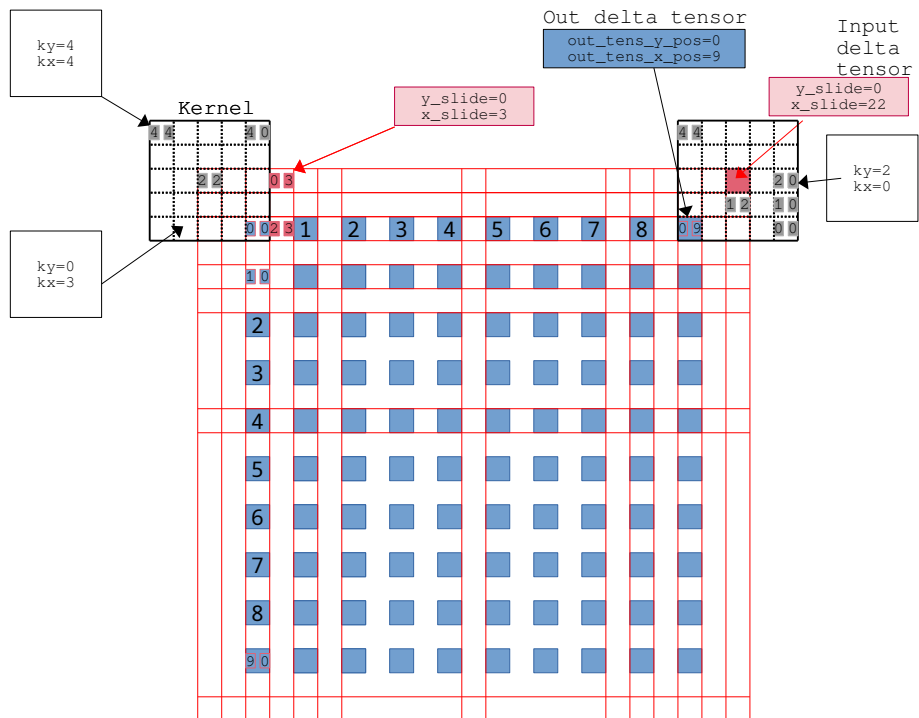 Out delta tensor
ky=4
kx=4
out_tens_y_pos=0
out_tens_x_pos=9
Input
delta
tensor
Kernel
y_slide=0
x_slide=3
y_slide=0
x_slide=22
4 4
4 0
4 4
2 2
0 3
2 0
ky=2
kx=0
1 2
1 0
0 0
2 3
1
2
3
4
5
6
7
8
0 9
0 0
ky=0
kx=3
1 0
2
3
4
5
6
7
8
9 0